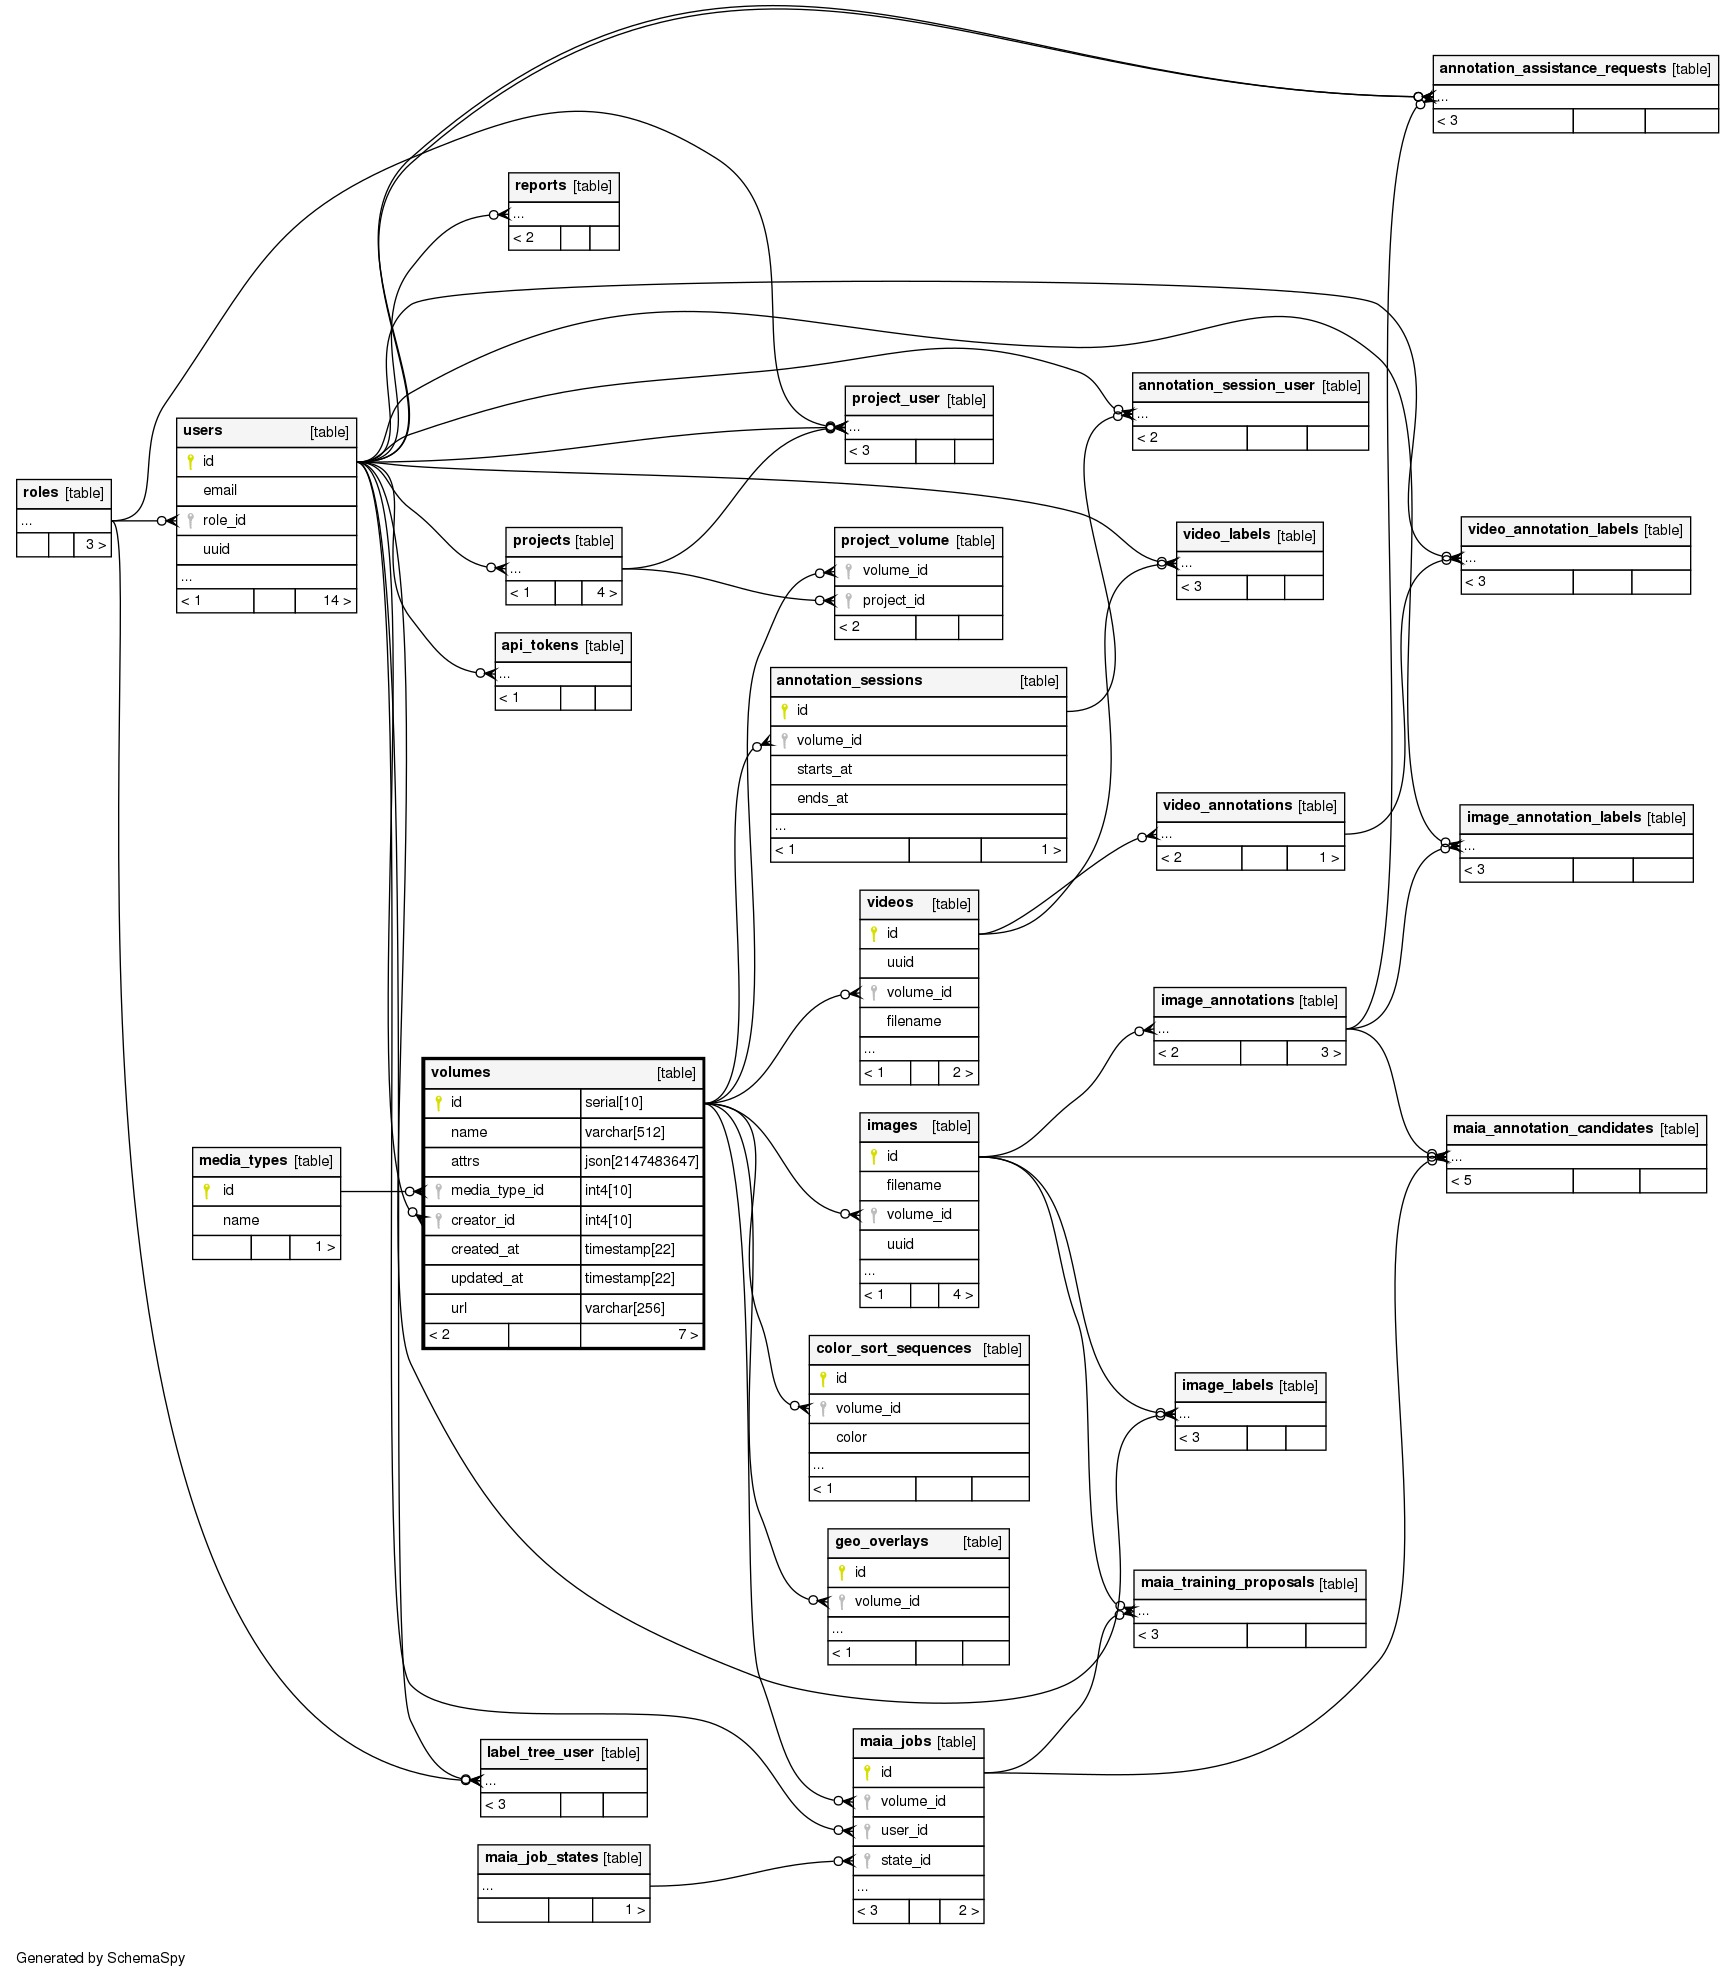 annotation_assistance_requests [table]
...
< 3
reports [table]
...
< 2
project_user [table]
...
< 3
annotation_session_user [table]
...
< 2
users [table]
id
email
role_id
uuid
...
< 1 14 >
roles [table]
...
3 >
projects [table]
...
< 1 4 >
project_volume [table]
volume_id
project_id
< 2
video_labels [table]
...
< 3
video_annotation_labels [table]
...
< 3
api_tokens [table]
...
< 1
annotation_sessions [table]
id
volume_id
starts_at
ends_at
...
< 1 1 >
video_annotations [table]
...
< 2 1 >
image_annotation_labels [table]
...
< 3
videos [table]
id
uuid
volume_id
filename
...
< 1 2 >
image_annotations [table]
...
< 2 3 >
volumes [table]
id serial[10]
name varchar[512]
attrs json[2147483647]
media_type_id int4[10]
creator_id int4[10]
created_at timestamp[22]
updated_at timestamp[22]
url varchar[256]
< 2 7 >
media_types [table]
id
name
1 >
images [table]
id
filename
volume_id
uuid
...
< 1 4 >
maia_annotation_candidates [table]
...
< 5
color_sort_sequences [table]
id
volume_id
color
...
< 1
image_labels [table]
...
< 3
geo_overlays [table]
id
volume_id
...
< 1
maia_training_proposals [table]
...
< 3
label_tree_user [table]
...
< 3
maia_jobs [table]
id
volume_id
user_id
state_id
...
< 3 2 >
maia_job_states [table]
...
1 >
Generated by SchemaSpy